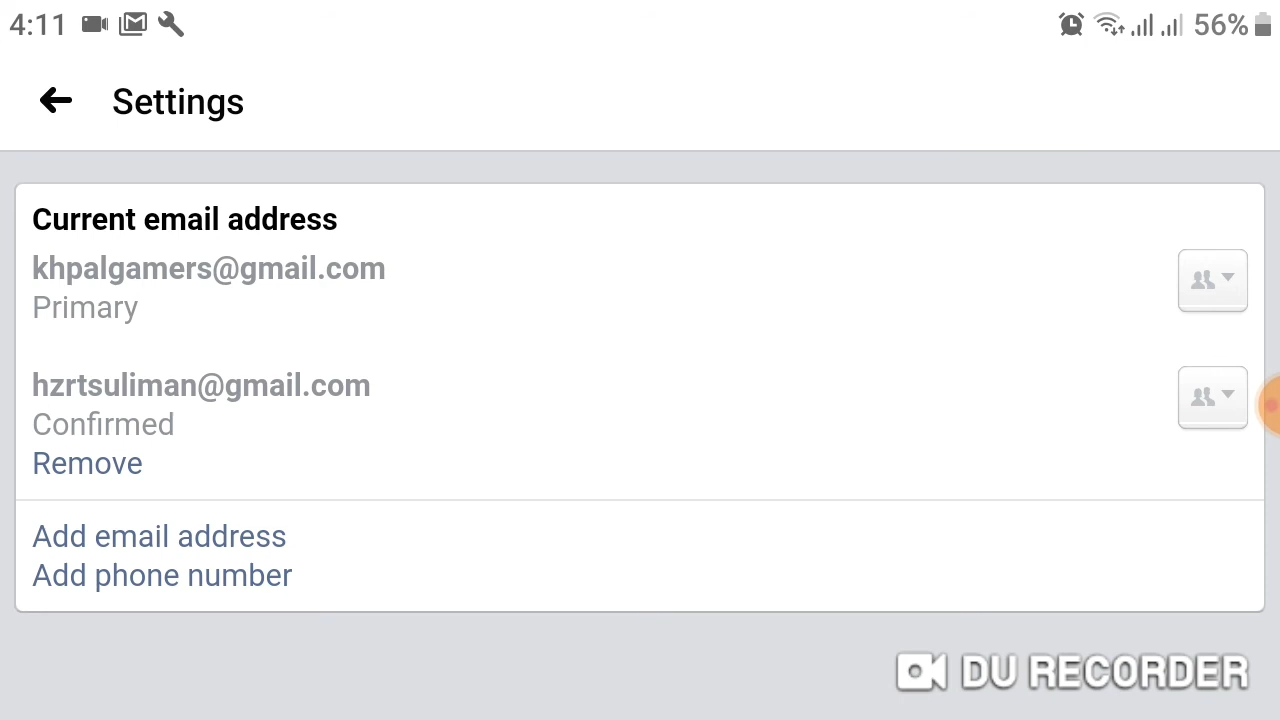 4:11 56%
Settings
Current email address
khpalgamers@gmail.com
Primary
hzrtsuliman@gmail.com
Confirmed
Remove
Add email address
Add phone number
DU RECORDER